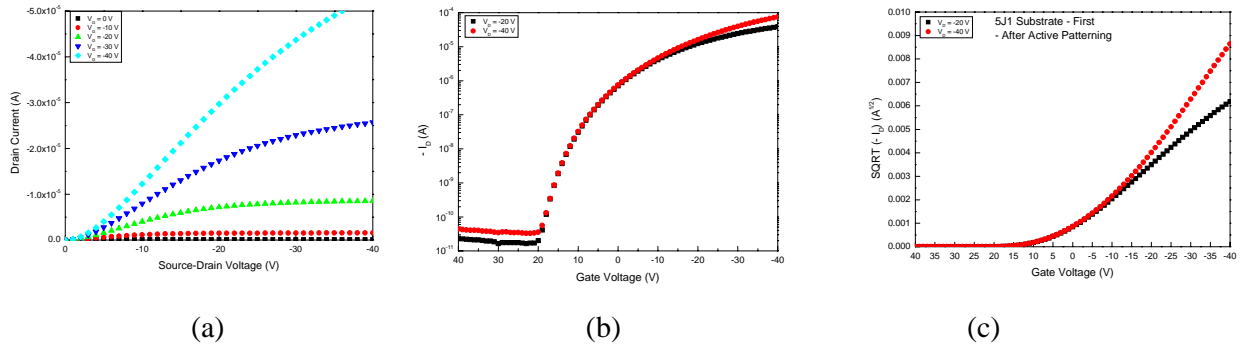 -5.0x10⁻⁵
-4.0x10⁻⁵
-3.0x10⁻⁵
-2.0x10⁻⁵
-1.0x10⁻⁵
0.0
Drain Current (A)
V_G = 0 V
V_G = -10 V
V_G = -20 V
V_G = -30 V
V_G = -40 V
0 -10 -20 -30 -40
Source-Drain Voltage (V)
(a)
10⁻⁴
10⁻⁵
10⁻⁶
10⁻⁷
10⁻⁸
10⁻⁹
10⁻¹⁰
10⁻¹¹
- I_D (A)
V_D = -20 V
V_D = -40 V
40 30 20 10 0 -10 -20 -30 -40
Gate Voltage (V)
(b)
0.010
0.009
0.008
0.007
0.006
0.005
0.004
0.003
0.002
0.001
0.000
SQRT (- I_D) (A^1/2)
V_D = -20 V
V_D = -40 V
5J1 Substrate - First
- After Active Patterning
40 35 30 25 20 15 10 5 0 -5 -10 -15 -20 -25 -30 -35 -40
Gate Voltage (V)
(c)